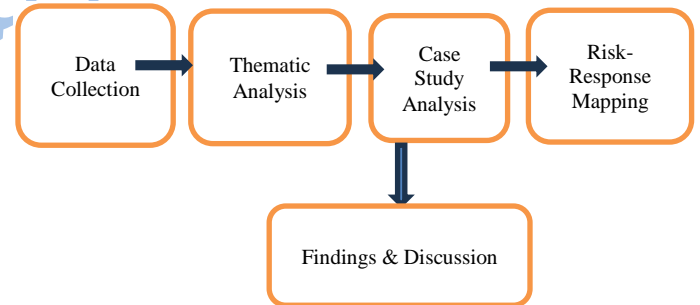 Data
Collection
Thematic
Analysis
Case
Study
Analysis
Risk-
Response
Mapping
Findings & Discussion